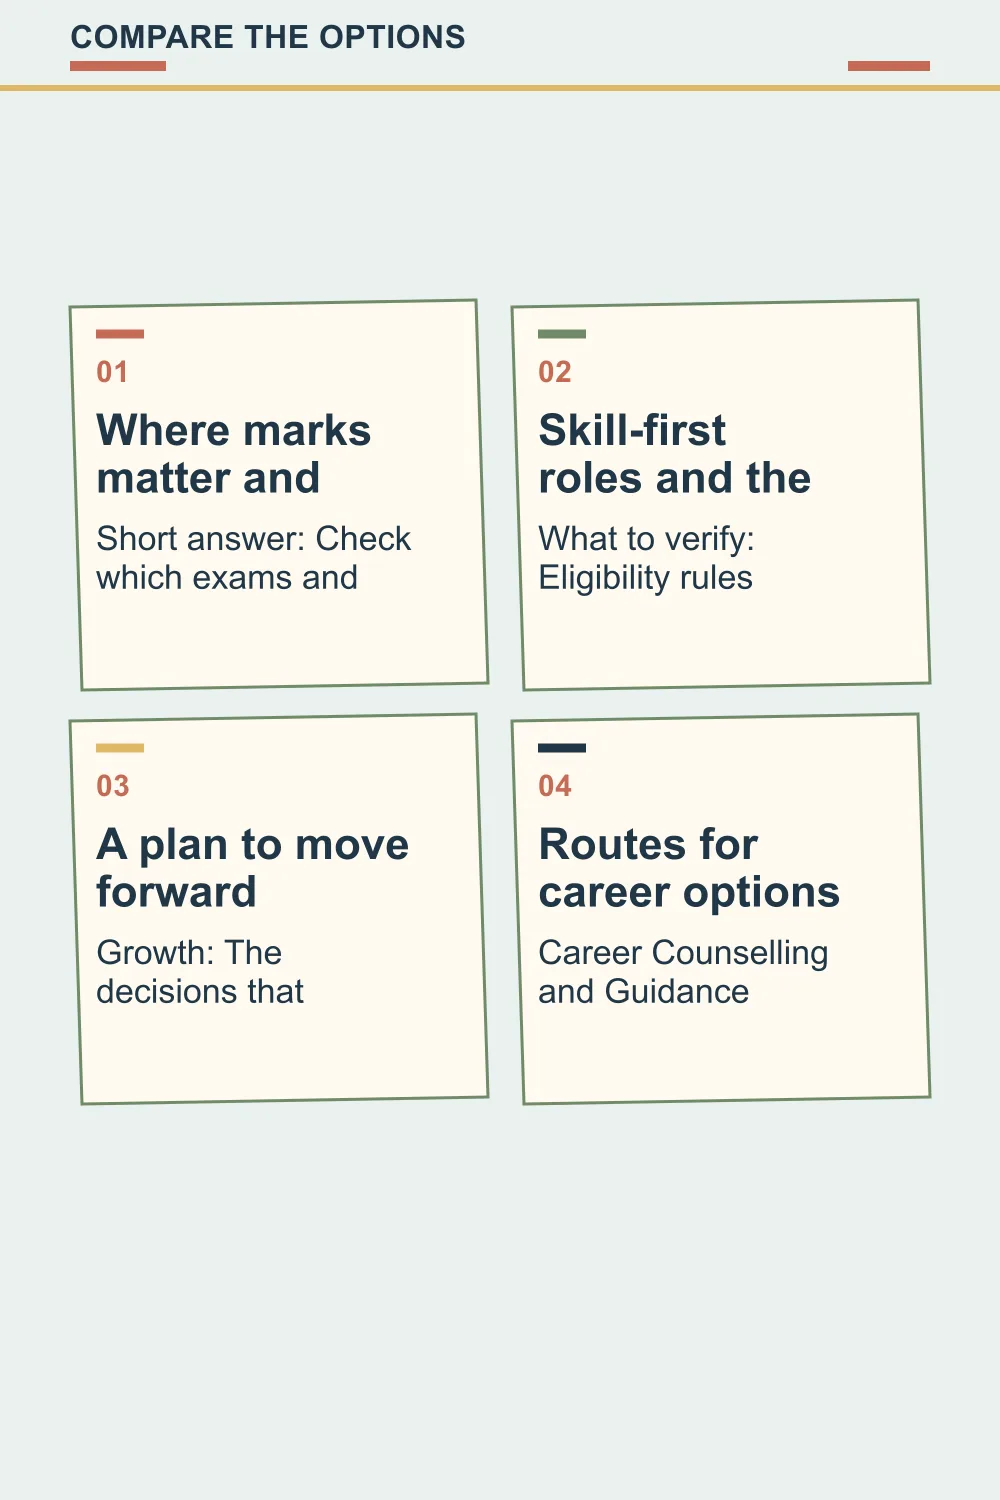 COMPARE THE OPTIONS
01
Where marks
matter and
Short answer: Check
which exams and
02
Skill-first
roles and the
What to verify:
Eligibility rules
03
A plan to move
forward
Growth: The
decisions that
04
Routes for
career options
Career Counselling
and Guidance